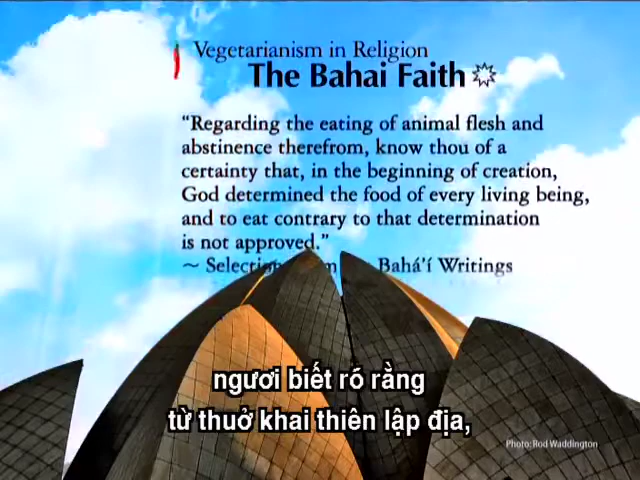 Vegetarianism in Religion
The Bahai Faith
“Regarding the eating of animal flesh and
abstinence therefrom, know thou of a
certainty that, in the beginning of creation,
God determined the food of every living being,
and to eat contrary to that determination
is not approved.”
~ Bahá’í Writings
ngươi biết rõ rằng
từ thuở khai thiên lập địa,
Photo: Rod Waddington